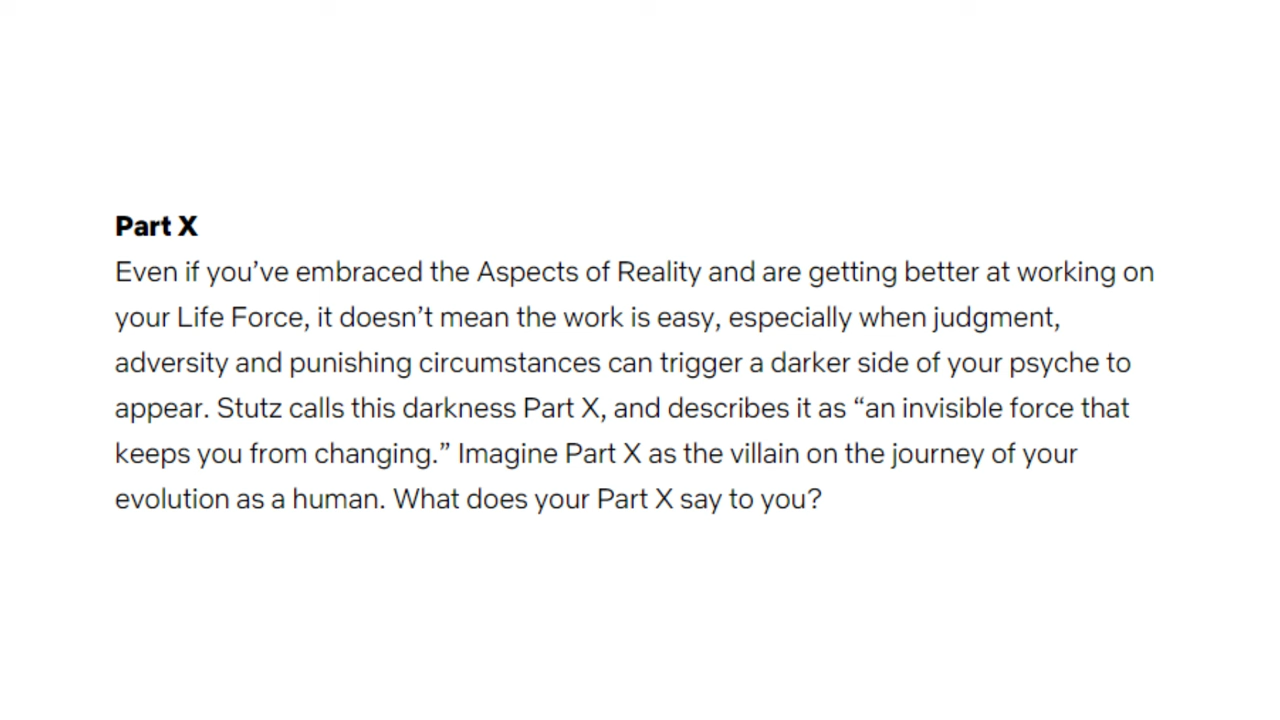 Part X
Even if you’ve embraced the Aspects of Reality and are getting better at working on
your Life Force, it doesn’t mean the work is easy, especially when judgment,
adversity and punishing circumstances can trigger a darker side of your psyche to
appear. Stutz calls this darkness Part X, and describes it as “an invisible force that
keeps you from changing.” Imagine Part X as the villain on the journey of your
evolution as a human. What does your Part X say to you?